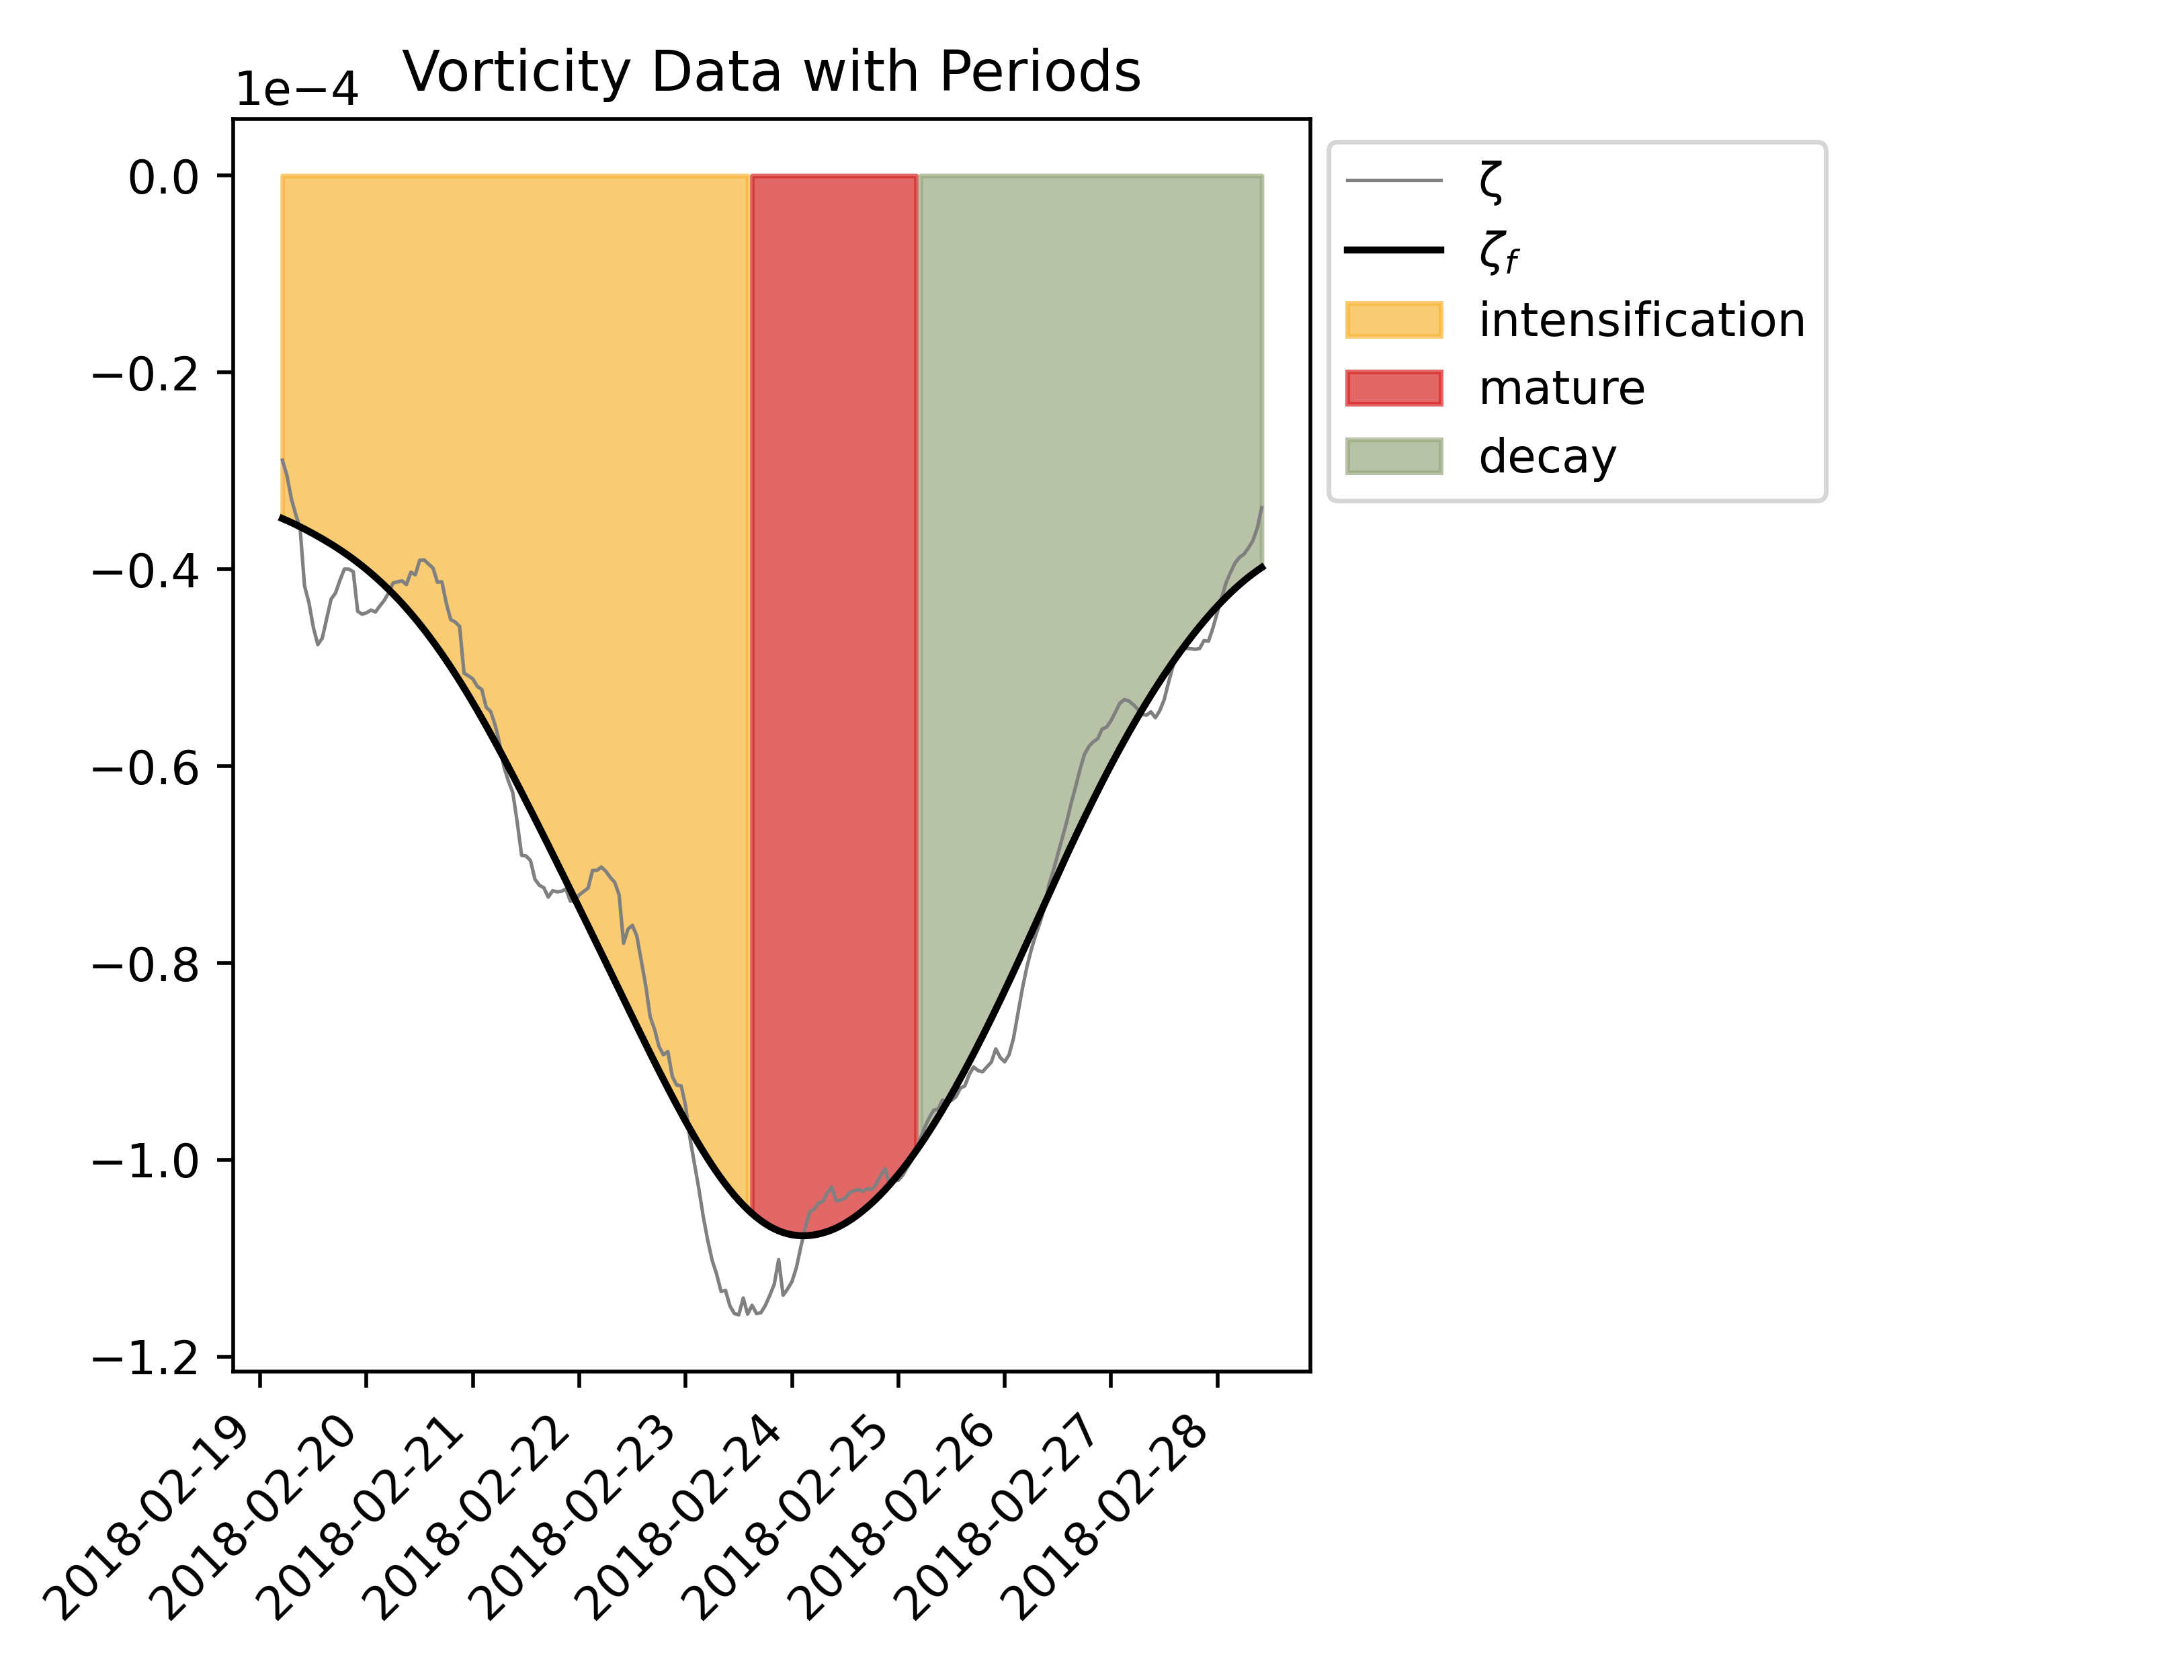 Vorticity Data with Periods
1e−4
0.0
−0.2
−0.4
−0.6
−0.8
−1.0
−1.2
2018-02-19
2018-02-20
2018-02-21
2018-02-22
2018-02-23
2018-02-24
2018-02-25
2018-02-26
2018-02-27
2018-02-28
ζ
ζf
intensification
mature
decay